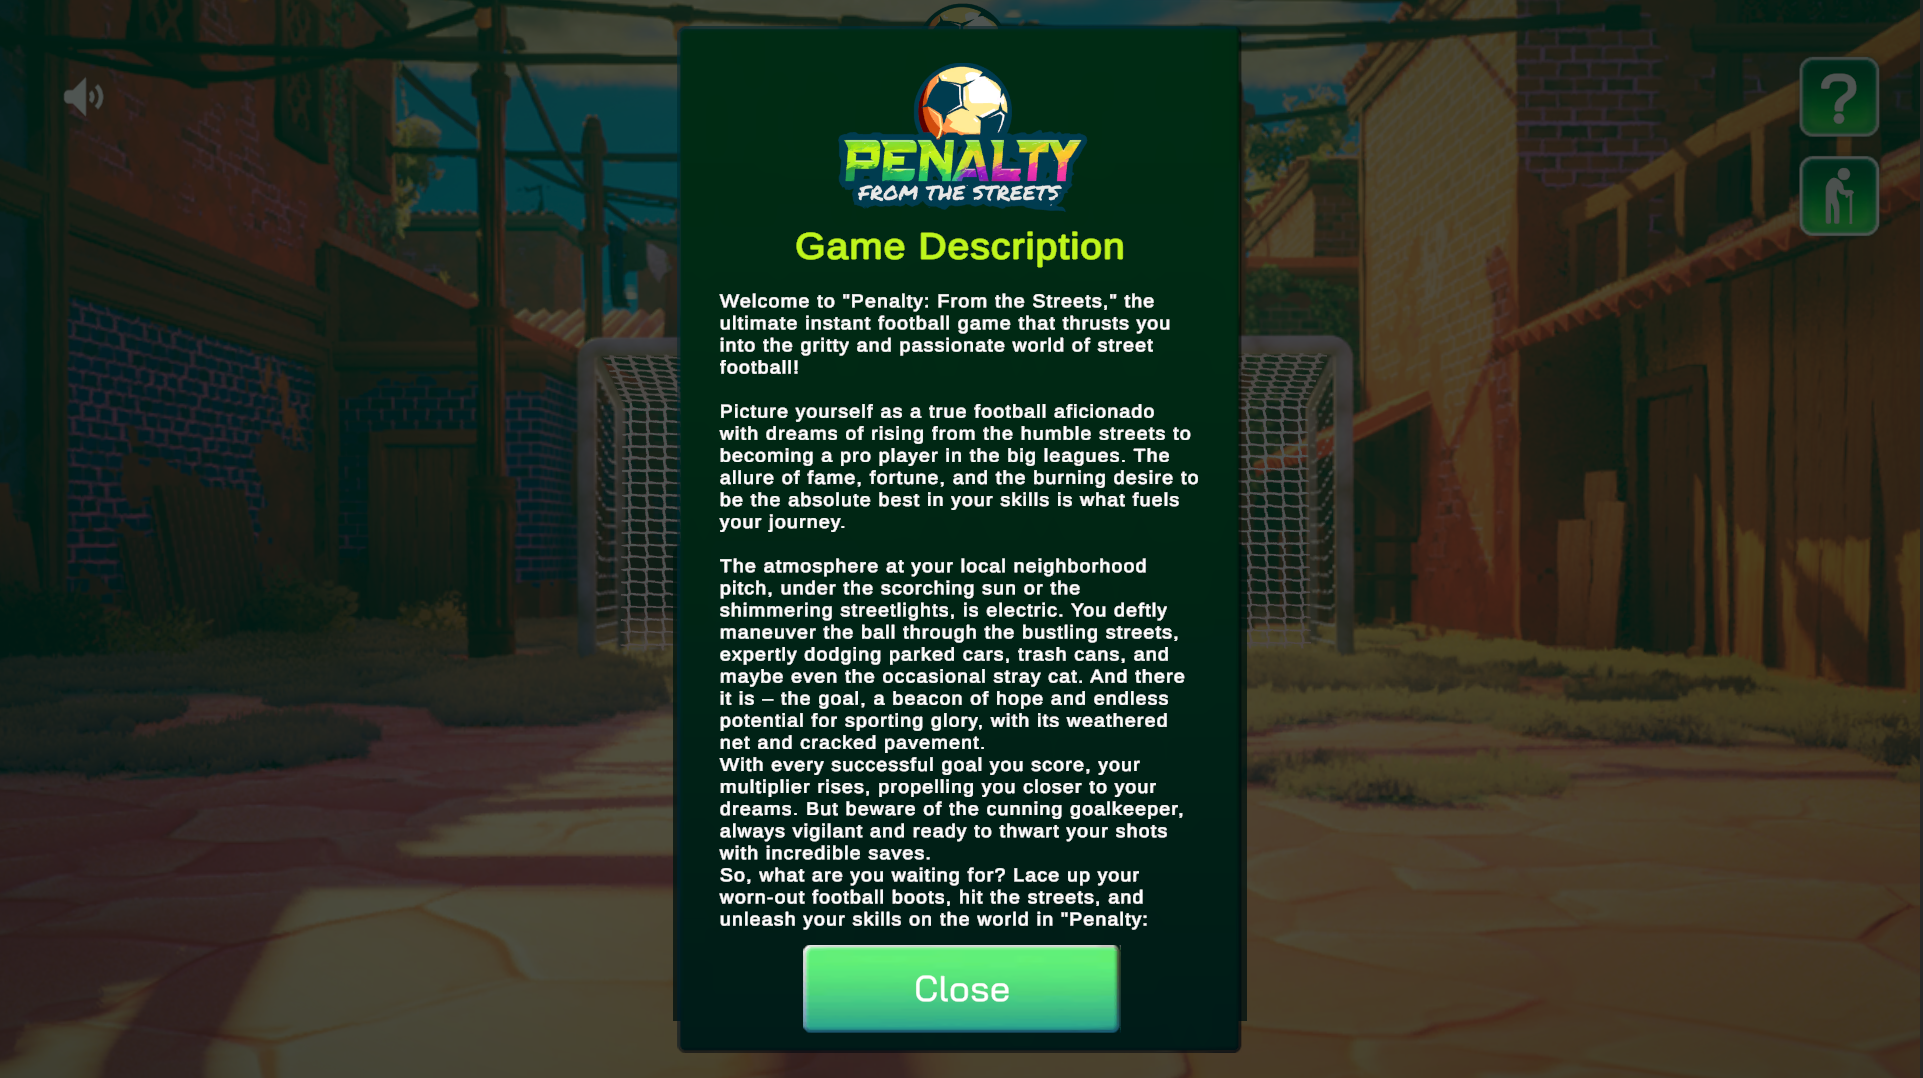 PENALTY
FROM THE STREETS
Game Description
Welcome to "Penalty: From the Streets," the
ultimate instant football game that thrusts you
into the gritty and passionate world of street
football!
Picture yourself as a true football aficionado
with dreams of rising from the humble streets to
becoming a pro player in the big leagues. The
allure of fame, fortune, and the burning desire to
be the absolute best in your skills is what fuels
your journey.
The atmosphere at your local neighborhood
pitch, under the scorching sun or the
shimmering streetlights, is electric. You deftly
maneuver the ball through the bustling streets,
expertly dodging parked cars, trash cans, and
maybe even the occasional stray cat. And there
it is – the goal, a beacon of hope and endless
potential for sporting glory, with its weathered
net and cracked pavement.
With every successful goal you score, your
multiplier rises, propelling you closer to your
dreams. But beware of the cunning goalkeeper,
always vigilant and ready to thwart your shots
with incredible saves.
So, what are you waiting for? Lace up your
worn-out football boots, hit the streets, and
unleash your skills on the world in "Penalty:
Close
?